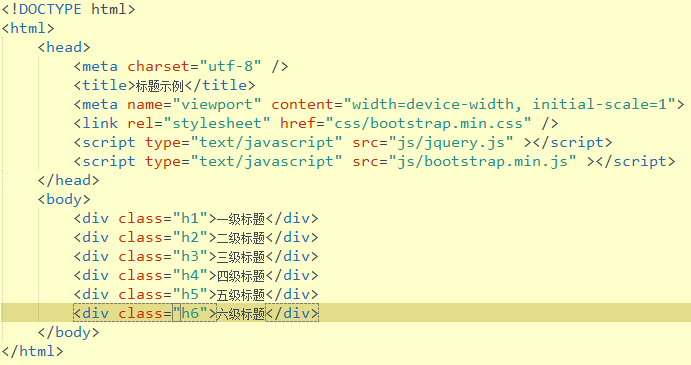 <!DOCTYPE html>
<html>
    <head>
        <meta charset="utf-8" />
        <title>标题示例</title>
        <meta name="viewport" content="width=device-width, initial-scale=1">
        <link rel="stylesheet" href="css/bootstrap.min.css" />
        <script type="text/javascript" src="js/jquery.js" ></script>
        <script type="text/javascript" src="js/bootstrap.min.js" ></script>
    </head>
    <body>
        <div class="h1">一级标题</div>
        <div class="h2">二级标题</div>
        <div class="h3">三级标题</div>
        <div class="h4">四级标题</div>
        <div class="h5">五级标题</div>
        <div class="h6">六级标题</div>
    </body>
</html>